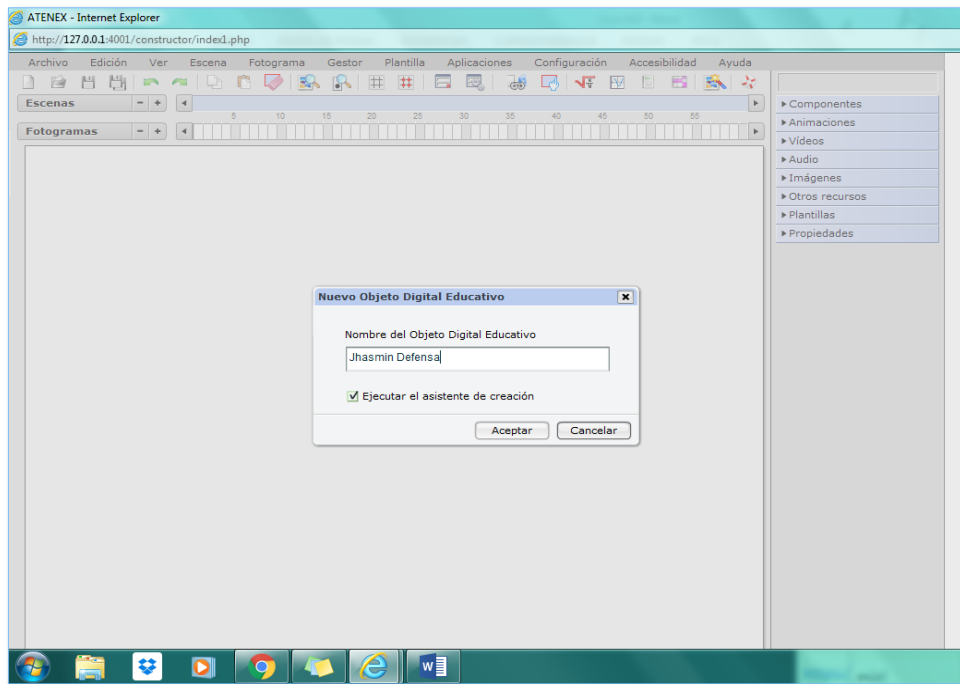 ATENEX - Internet Explorer
http://127.0.0.1:4001/constructor/index1.php
Archivo Edición Ver Escena Fotograma Gestor Plantilla Aplicaciones Configuración Accesibilidad Ayuda
Escenas - +
5 10 15 20 25 30 35 40 45 50 55
Fotogramas - +
Componentes
Animaciones
Vídeos
Audio
Imágenes
Otros recursos
Plantillas
Propiedades
Nuevo Objeto Digital Educativo
Nombre del Objeto Digital Educativo
Jhasmin Defensa
Ejecutar el asistente de creación
Aceptar Cancelar